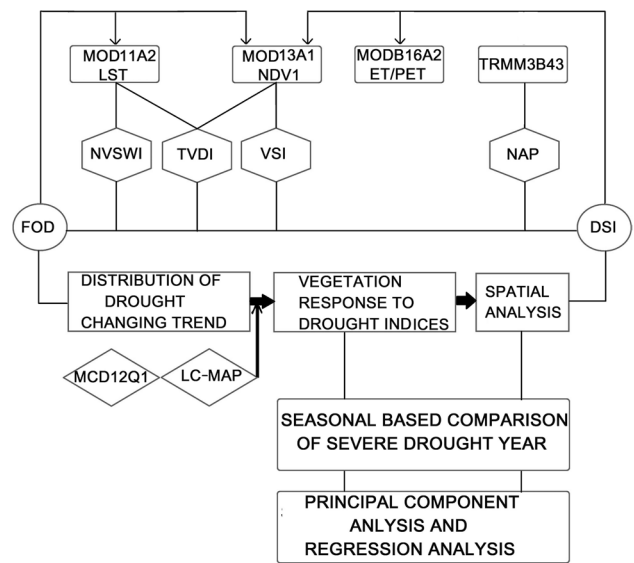 MOD11A2
LST
MOD13A1
NDV1
MODB16A2
ET/PET
TRMM3B43
NVSWI
TVDI
VSI
NAP
FOD
DSI
DISTRIBUTION OF
DROUGHT
CHANGING TREND
VEGETATION
RESPONSE TO
DROUGHT INDICES
SPATIAL
ANALYSIS
MCD12Q1
LC-MAP
SEASONAL BASED COMPARISON
OF SEVERE DROUGHT YEAR
PRINCIPAL COMPONENT
ANLYSIS AND
REGRESSION ANALYSIS